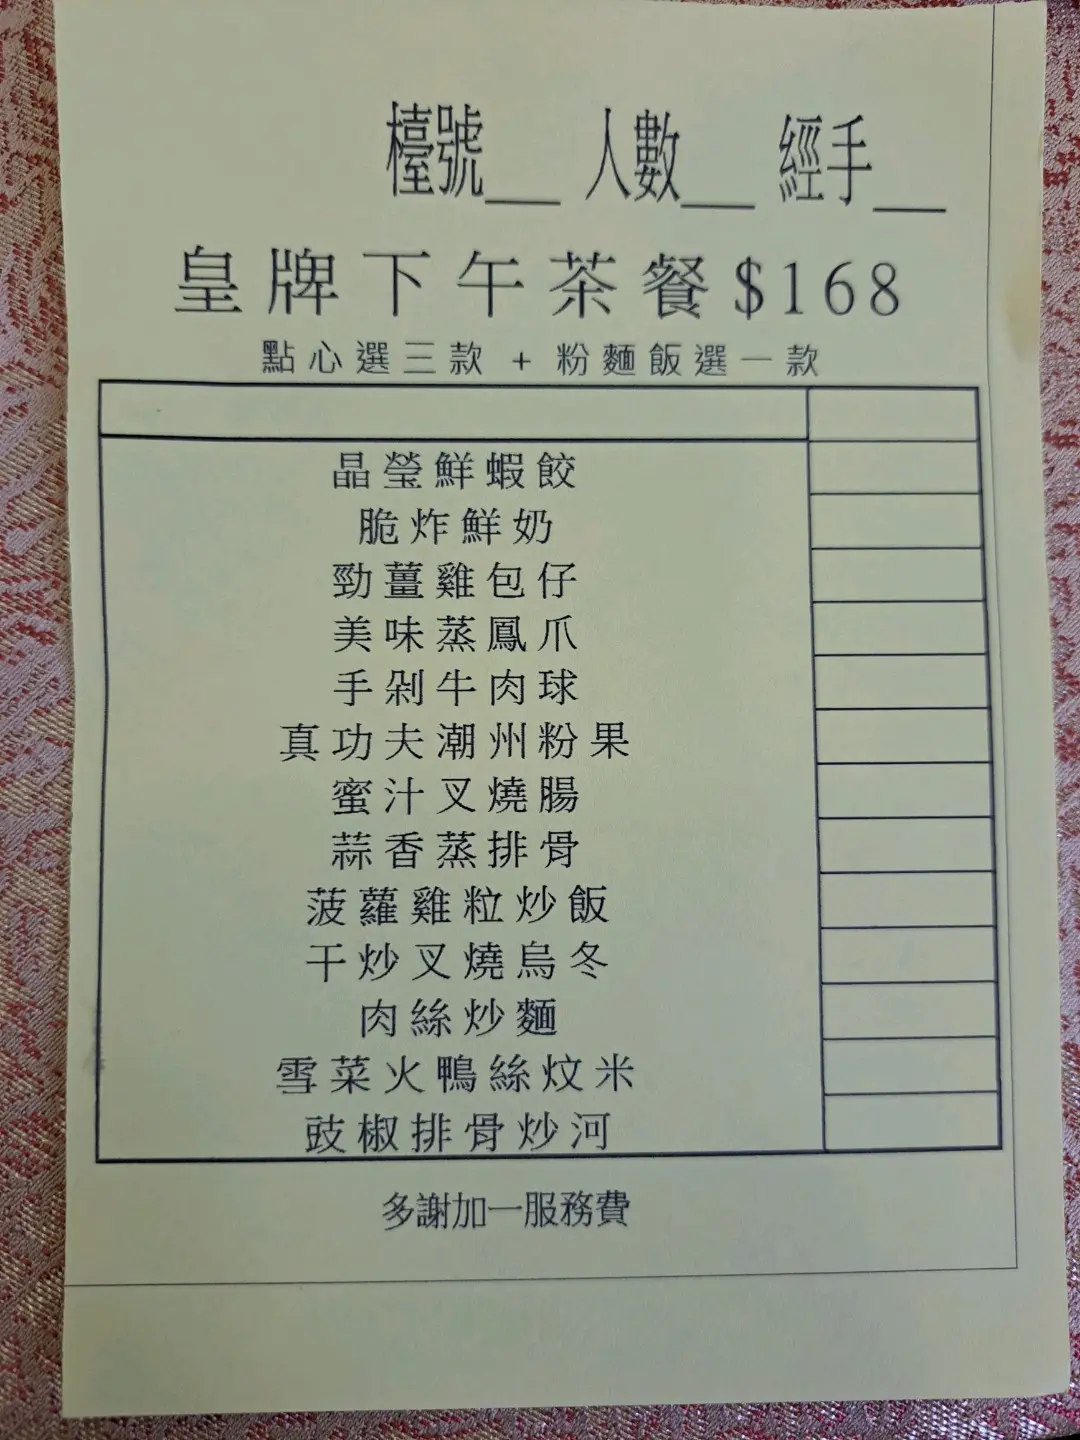 檯號__ 人數__ 經手__
皇牌下午茶餐$168
點心選三款 + 粉麵飯選一款
晶瑩鮮蝦餃
脆炸鮮奶
勁薑雞包仔
美味蒸鳳爪
手剁牛肉球
真功夫潮州粉果
蜜汁叉燒腸
蒜香蒸排骨
菠蘿雞粒炒飯
干炒叉燒烏冬
肉絲炒麵
雪菜火鴨絲炆米
豉椒排骨炒河
多謝加一服務費